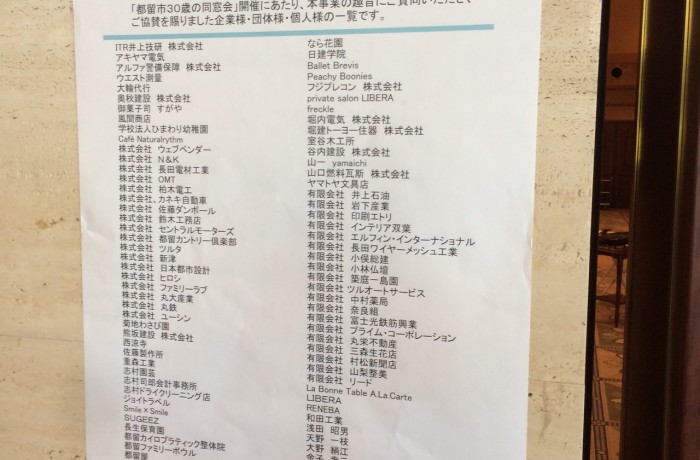 「都留市30歳の同窓会」開催にあたり、本事業の趣旨にご賛同いただき、
ご協賛を賜りました企業様・団体様・個人様の一覧です。
ITR井上技研 株式会社
アキヤマ電気
アルファ警備保障 株式会社
ウエスト測量
大輪代行
奥秋建設 株式会社
御菓子司 すがや
風間商店
学校法人ひまわり幼稚園
Café Naturalrythm
株式会社 ウェブベンダー
株式会社 N&K
株式会社 長田電材工業
株式会社 OMT
株式会社 柏木電工
株式会社 カネキ自動車
株式会社 佐藤ダンボール
株式会社 鈴木工務店
株式会社 セントラルモーターズ
株式会社 都留カントリー倶楽部
株式会社 ツルタ
株式会社 新津
株式会社 日本都市設計
株式会社 ヒロシ
株式会社 ファミリーラブ
株式会社 丸大産業
株式会社 丸鉄
株式会社 ユーシン
菊地わさび園
熊坂建設 株式会社
西涼寺
佐藤製作所
重森工業
志村園芸
志村司郎会計事務所
志村ドライクリーニング店
ジョイトラベル
Smile×Smile
SUGEEZ
長生保育園
都留カイロプラティック整体院
都留ファミリーボウル
都留屋
なら花園
日建学院
Ballet Brevis
Peachy Boonies
フジプレコン 株式会社
private salon LIBERA
freckle
堀内電気 株式会社
堀建トーヨー住器 株式会社
室谷木工所
谷内建設 株式会社
山一 yamaichi
山口燃料瓦斯 株式会社
ヤマトヤ文具店
有限会社 井上石油
有限会社 岩下産業
有限会社 印刷エトリ
有限会社 インテリア双葉
有限会社 エルフィン・インターナショナル
有限会社 長田ワイヤーメッシュ工業
有限会社 小俣総建
有限会社 小林仏壇
有限会社 築庭一島園
有限会社 ツルオートサービス
有限会社 中村薬局
有限会社 奈良組
有限会社 富士光鉄筋興業
有限会社 プライム・コーポレーション
有限会社 丸栄不動産
有限会社 三森生花店
有限会社 村松新聞店
有限会社 山梨整美
有限会社 リード
La Bonne Table A.La.Carte
LIBERA
RENEBA
和田工業
浅田 昭男
天野 一枝
大野 絹江